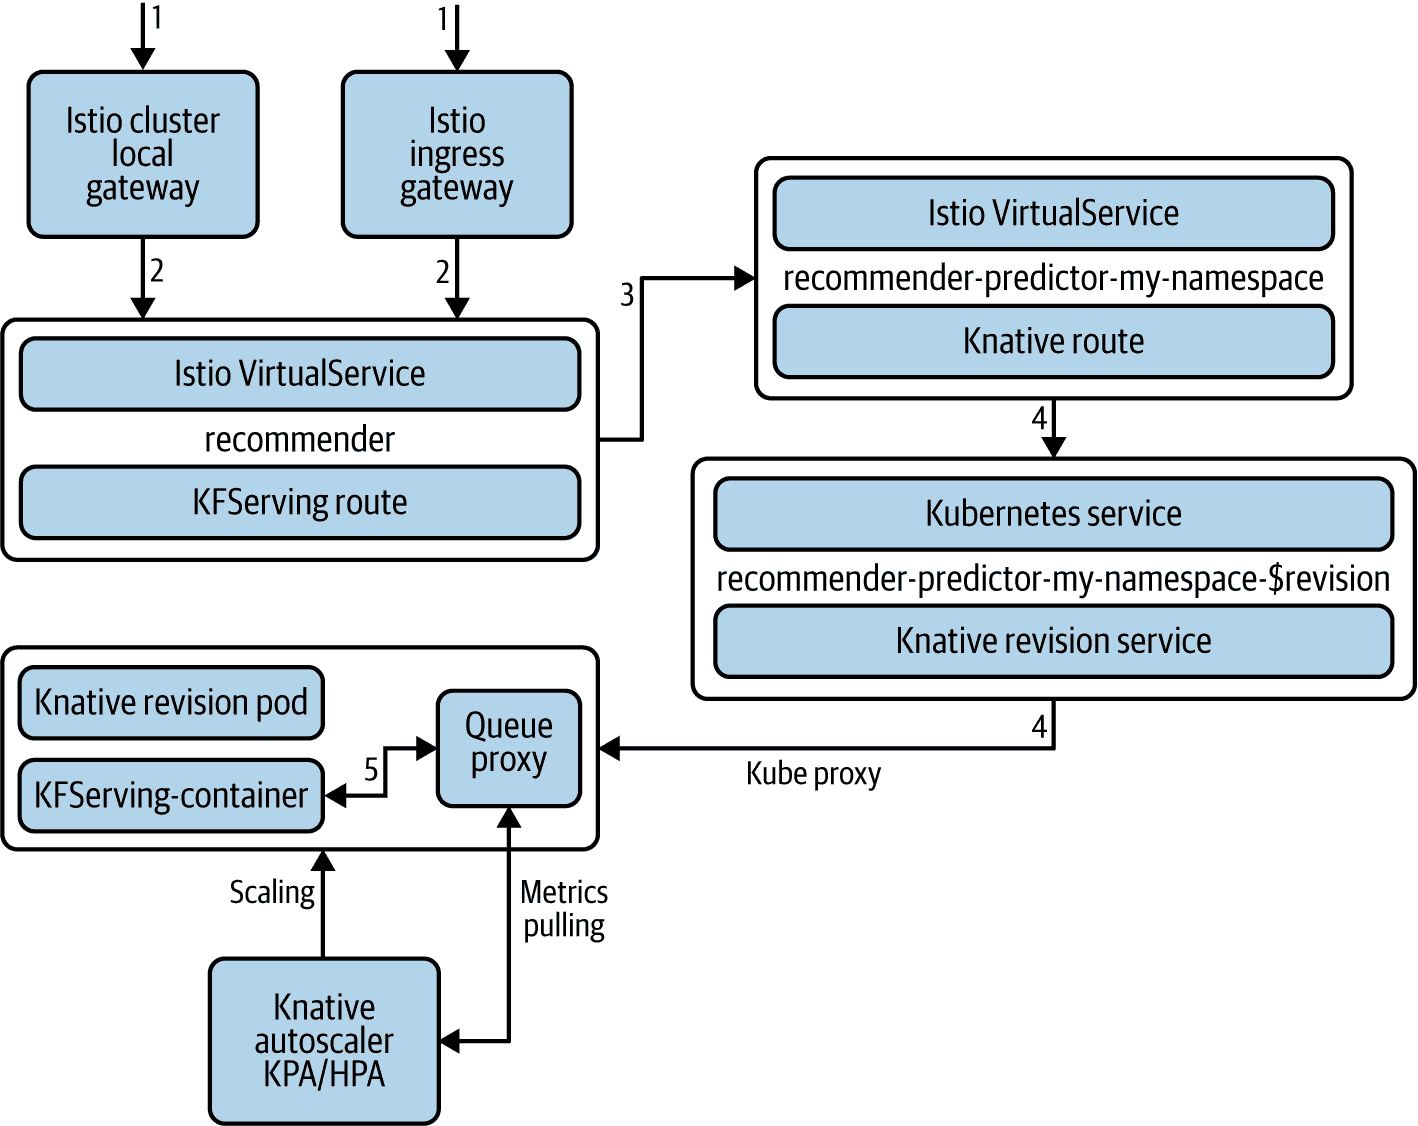 1
1
Istio cluster
local
gateway
Istio
ingress
gateway
2
2
Istio VirtualService
recommender
KFServing route
3
Istio VirtualService
recommender-predictor-my-namespace
Knative route
4
Kubernetes service
recommender-predictor-my-namespace-$revision
Knative revision service
4
Kube proxy
Knative revision pod
KFServing-container
5
Queue
proxy
Scaling
Metrics
pulling
Knative
autoscaler
KPA/HPA